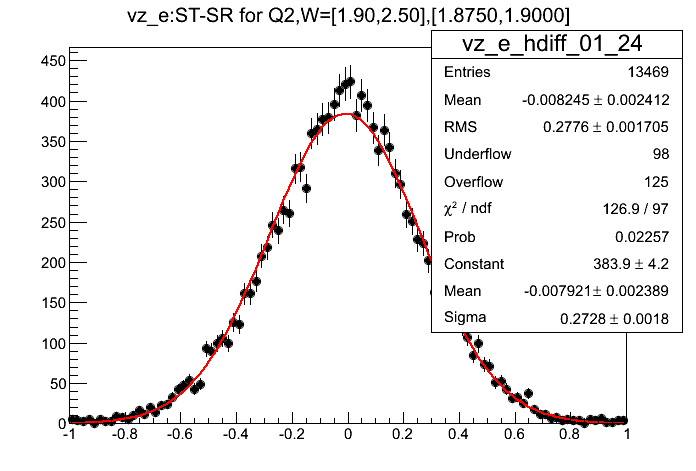 vz_e:ST-SR for Q2,W=[1.90,2.50],[1.8750,1.9000]
vz_e_hdiff_01_24
Entries 13469
Mean -0.008245 ± 0.002412
RMS 0.2776 ± 0.001705
Underflow 98
Overflow 125
χ² / ndf 126.9 / 97
Prob 0.02257
Constant 383.9 ± 4.2
Mean -0.007921 ± 0.002389
Sigma 0.2728 ± 0.0018
450
400
350
300
250
200
150
100
50
0
-1 -0.8 -0.6 -0.4 -0.2 0 0.2 0.4 0.6 0.8 1